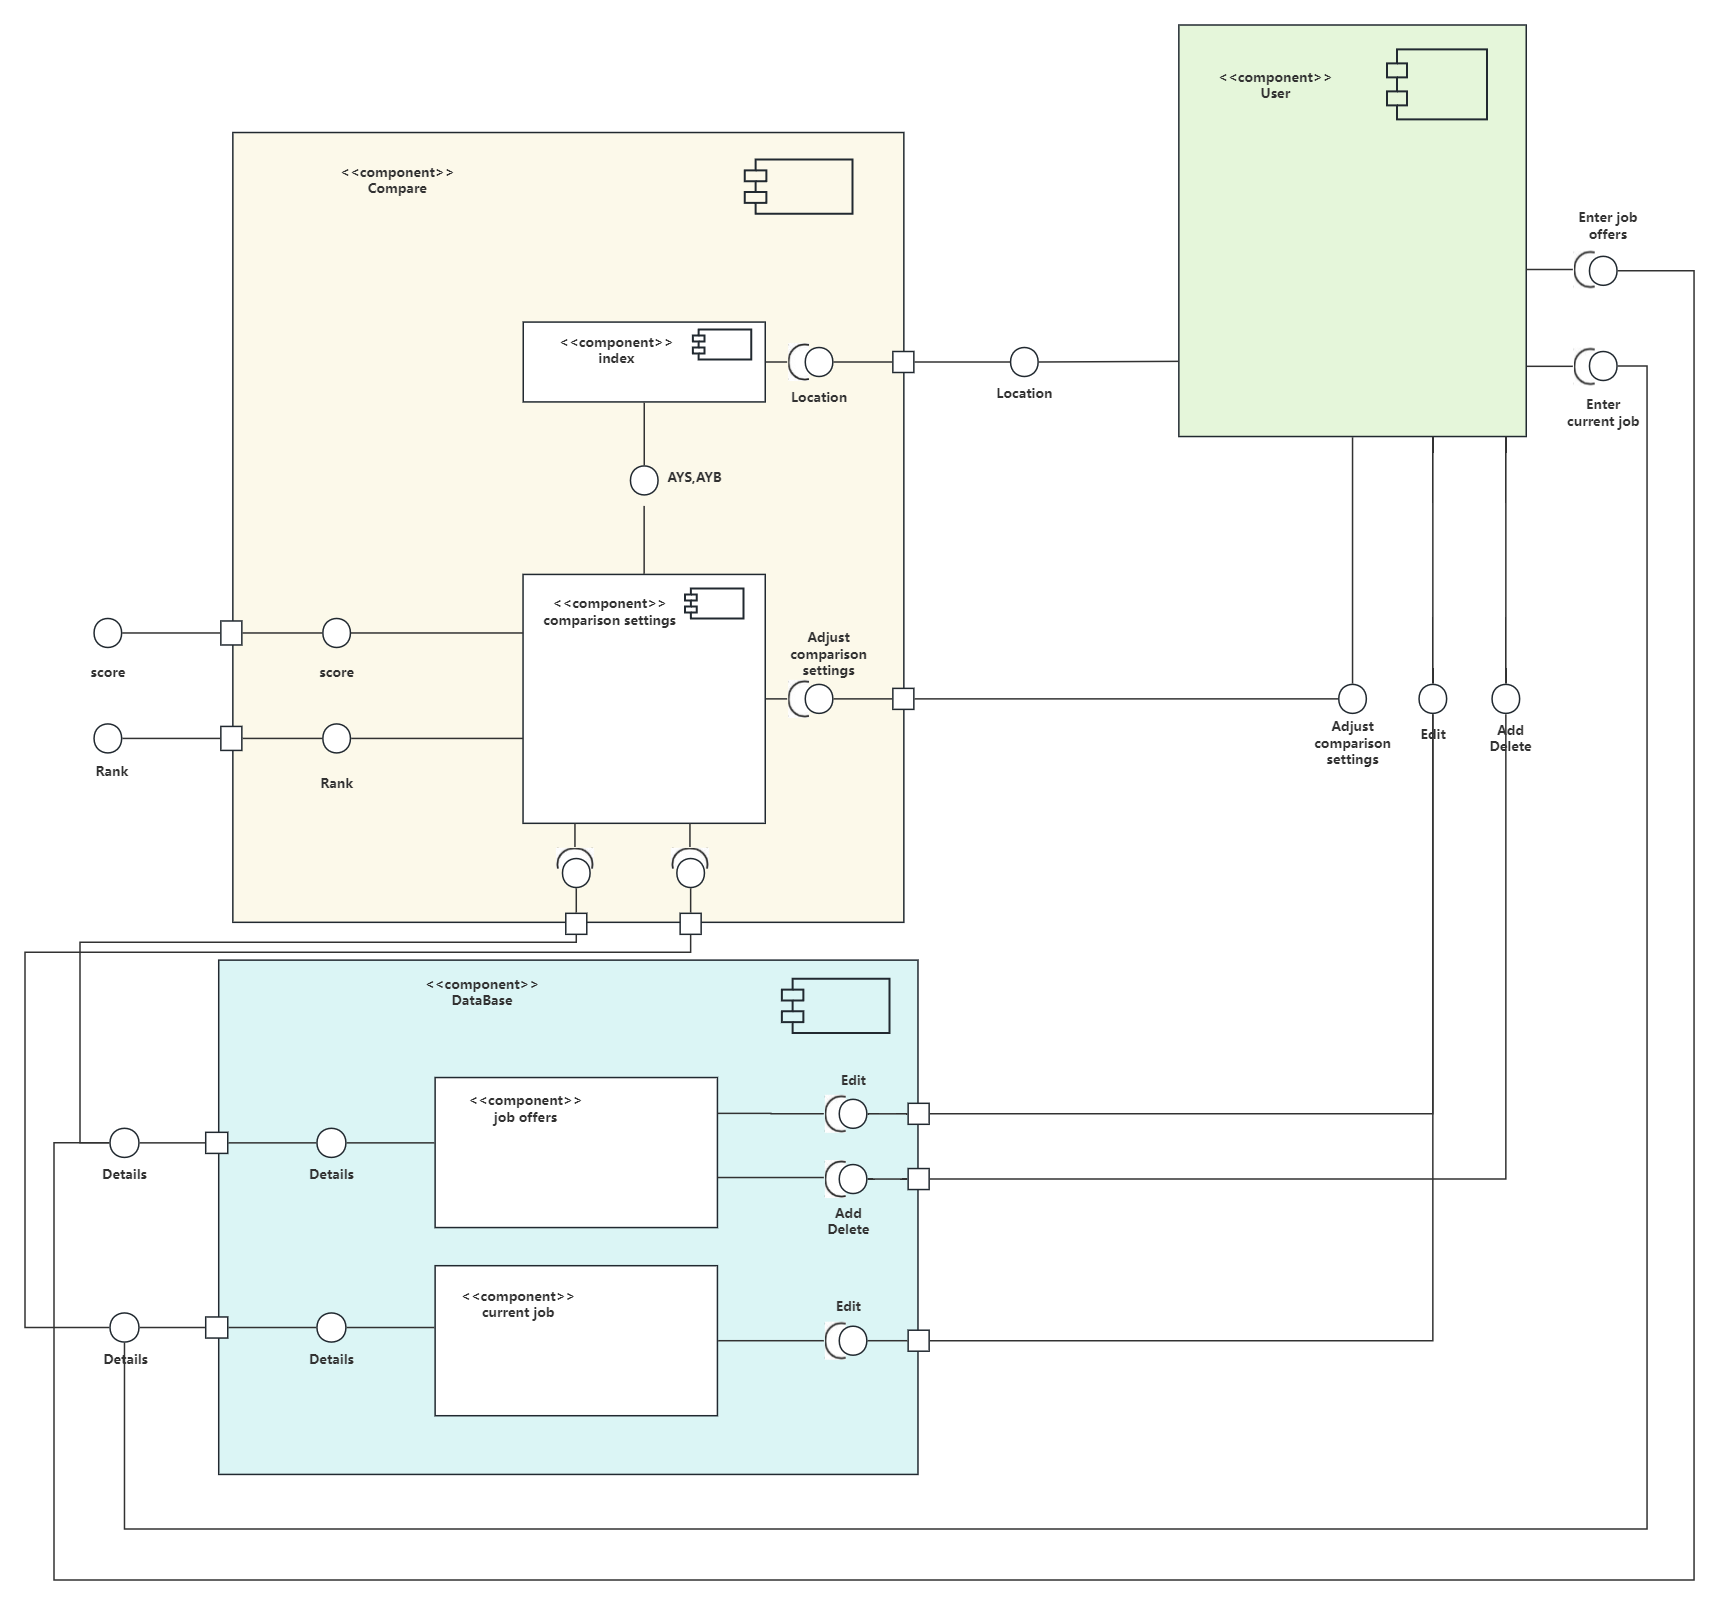 <<component>>
User
<<component>>
Compare
Enter job
offers
<<component>>
index
Location
Location
Enter
current job
AYS,AYB
<<component>>
comparison settings
Adjust
comparison
settings
score
score
Rank
Rank
Adjust
comparison
settings
Edit
Add
Delete
<<component>>
DataBase
Edit
<<component>>
job offers
Details
Details
Add
Delete
<<component>>
current job
Edit
Details
Details